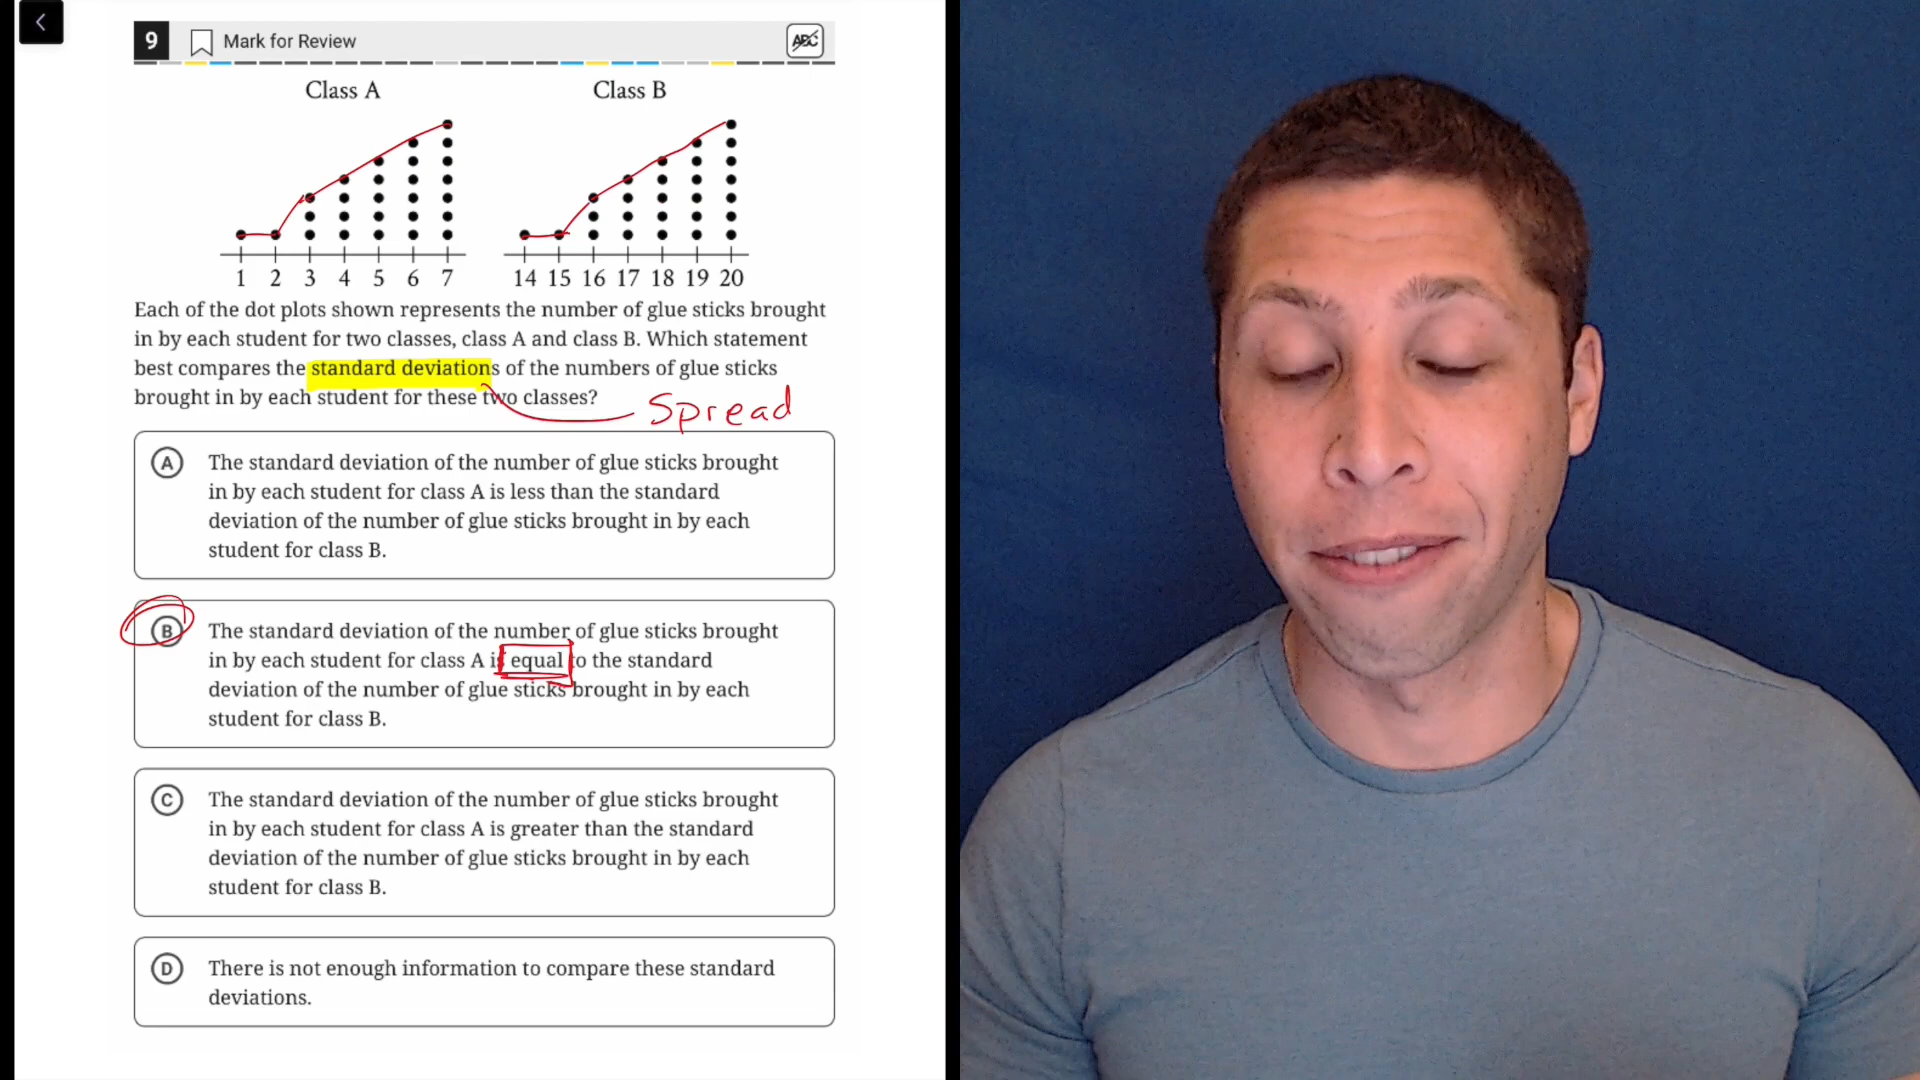 9 Mark for Review ABC
Class A Class B
1 2 3 4 5 6 7 14 15 16 17 18 19 20
Each of the dot plots shown represents the number of glue sticks brought
in by each student for two classes, class A and class B. Which statement
best compares the standard deviations of the numbers of glue sticks
brought in by each student for these two classes?
Spread
A The standard deviation of the number of glue sticks brought
in by each student for class A is less than the standard
deviation of the number of glue sticks brought in by each
student for class B.
B The standard deviation of the number of glue sticks brought
in by each student for class A is equal to the standard
deviation of the number of glue sticks brought in by each
student for class B.
C The standard deviation of the number of glue sticks brought
in by each student for class A is greater than the standard
deviation of the number of glue sticks brought in by each
student for class B.
D There is not enough information to compare these standard
deviations.